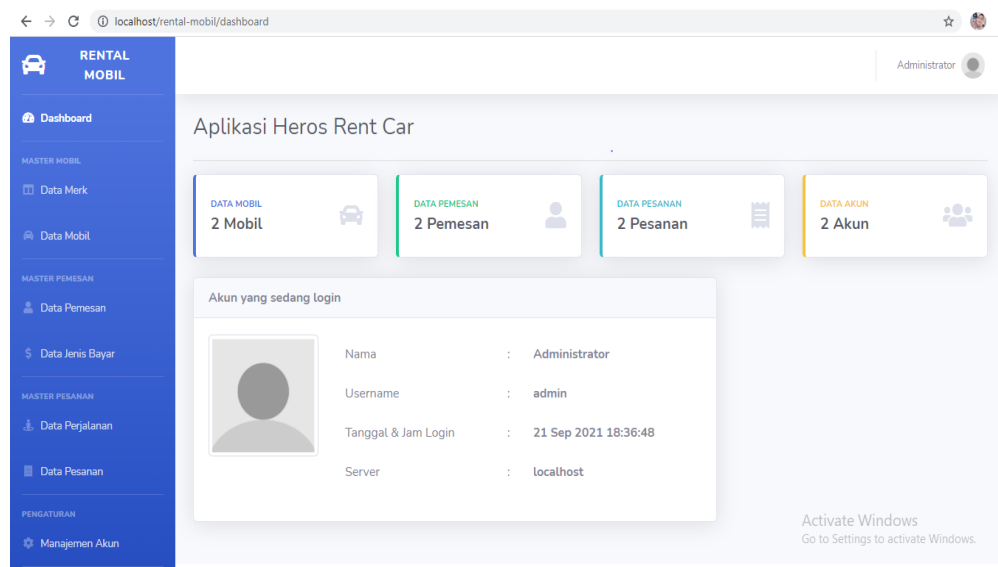 localhost/rental-mobil/dashboard
RENTAL
MOBIL
Administrator
Dashboard
MASTER MOBIL
Data Merk
Data Mobil
MASTER PEMESAN
Data Pemesan
Data Jenis Bayar
MASTER PESANAN
Data Perjalanan
Data Pesanan
PENGATURAN
Manajemen Akun
Aplikasi Heros Rent Car
DATA MOBIL
2 Mobil
DATA PEMESAN
2 Pemesan
DATA PESANAN
2 Pesanan
DATA AKUN
2 Akun
Akun yang sedang login
Nama : Administrator
Username : admin
Tanggal & Jam Login : 21 Sep 2021 18:36:48
Server : localhost
Activate Windows
Go to Settings to activate Windows.